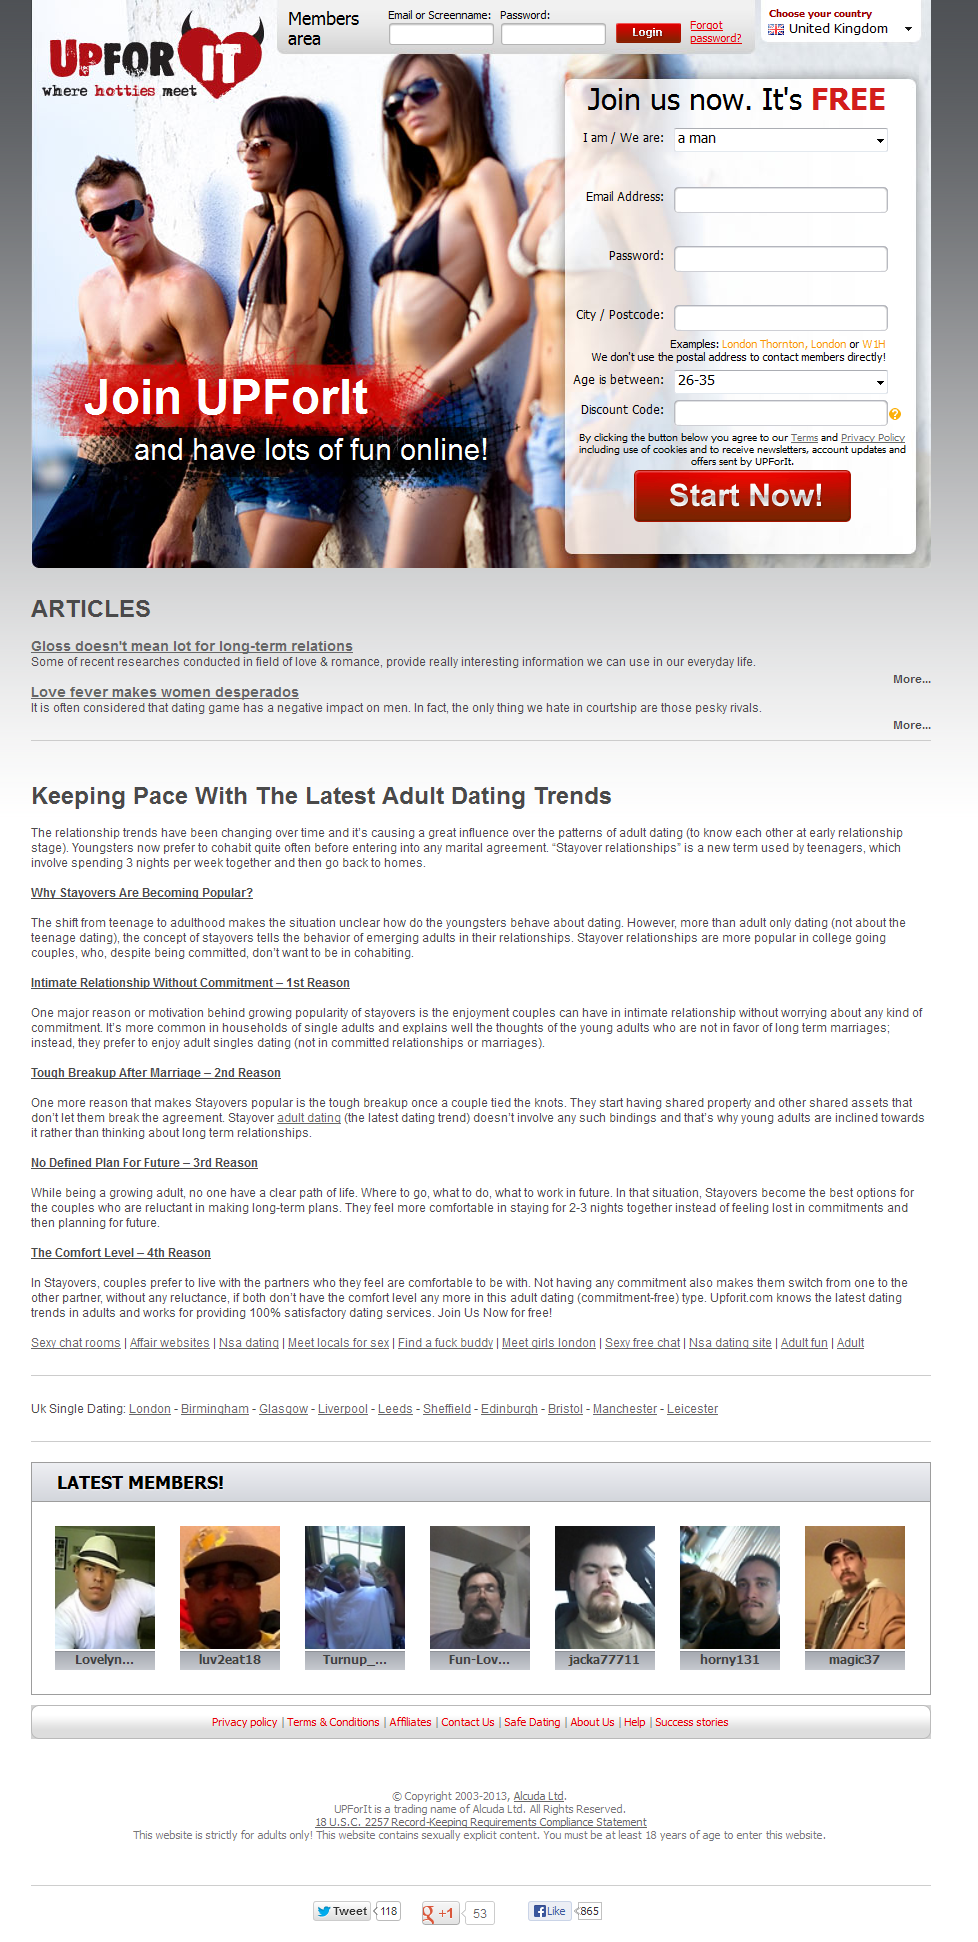 UPFORIT
where hotties meet
Members area
Email or Screenname: Password:
Login
Forgot password?
Choose your country
United Kingdom
Join us now. It's FREE
I am / We are: a man
Email Address:
Password:
City / Postcode:
Examples: London Thornton, London or W1H
We don't use the postal address to contact members directly!
Age is between: 26-35
Discount Code:
?
By clicking the button below you agree to our Terms and Privacy Policy
including use of cookies and to receive newsletters, account updates and
offers sent by UPForIt.
Start Now!
Join UPForIt
and have lots of fun online!
ARTICLES
Gloss doesn't mean lot for long-term relations
Some of recent researches conducted in field of love & romance, provide really interesting information we can use in our everyday life.
More...
Love fever makes women desperados
It is often considered that dating game has a negative impact on men. In fact, the only thing we hate in courtship are those pesky rivals.
More...
Keeping Pace With The Latest Adult Dating Trends
The relationship trends have been changing over time and it's causing a great influence over the patterns of adult dating (to know each other at early relationship
stage). Youngsters now prefer to cohabit quite often before entering into any marital agreement. “Stayover relationships” is a new term used by teenagers, which
involve spending 3 nights per week together and then go back to homes.
Why Stayovers Are Becoming Popular?
The shift from teenage to adulthood makes the situation unclear how do the youngsters behave about dating. However, more than adult only dating (not about the
teenage dating), the concept of stayovers tells the behavior of emerging adults in their relationships. Stayover relationships are more popular in college going
couples, who, despite being committed, don't want to be in cohabiting.
Intimate Relationship Without Commitment – 1st Reason
One major reason or motivation behind growing popularity of stayovers is the enjoyment couples can have in intimate relationship without worrying about any kind of
commitment. It's more common in households of single adults and explains well the thoughts of the young adults who are not in favor of long term marriages;
instead, they prefer to enjoy adult singles dating (not in committed relationships or marriages).
Tough Breakup After Marriage – 2nd Reason
One more reason that makes Stayovers popular is the tough breakup once a couple tied the knots. They start having shared property and other shared assets that
don't let them break the agreement. Stayover adult dating (the latest dating trend) doesn't involve any such bindings and that's why young adults are inclined towards
it rather than thinking about long term relationships.
No Defined Plan For Future – 3rd Reason
While being a growing adult, no one have a clear path of life. Where to go, what to do, what to work in future. In that situation, Stayovers become the best options for
the couples who are reluctant in making long-term plans. They feel more comfortable in staying for 2-3 nights together instead of feeling lost in commitments and
then planning for future.
The Comfort Level – 4th Reason
In Stayovers, couples prefer to live with the partners who they feel are comfortable to be with. Not having any commitment also makes them switch from one to the
other partner, without any reluctance, if both don't have the comfort level any more in this adult dating (commitment-free) type. Upforit.com knows the latest dating
trends in adults and works for providing 100% satisfactory dating services. Join Us Now for free!
Sexy chat rooms | Affair websites | Nsa dating | Meet locals for sex | Find a fuck buddy | Meet girls london | Sexy free chat | Nsa dating site | Adult fun | Adult
Uk Single Dating: London - Birmingham - Glasgow - Liverpool - Leeds - Sheffield - Edinburgh - Bristol - Manchester - Leicester
LATEST MEMBERS!
Lovelyn... luv2eat18 Turnup_... Fun-Lov... jacka77711 horny131 magic37
Privacy policy | Terms & Conditions | Affiliates | Contact Us | Safe Dating | About Us | Help | Success stories
© Copyright 2003-2013, Alcuda Ltd.
UPForIt is a trading name of Alcuda Ltd. All Rights Reserved.
18 U.S.C. 2257 Record-Keeping Requirements Compliance Statement
This website is strictly for adults only! This website contains sexually explicit content. You must be at least 18 years of age to enter this website.
Tweet 118 g +1 53 Like 865